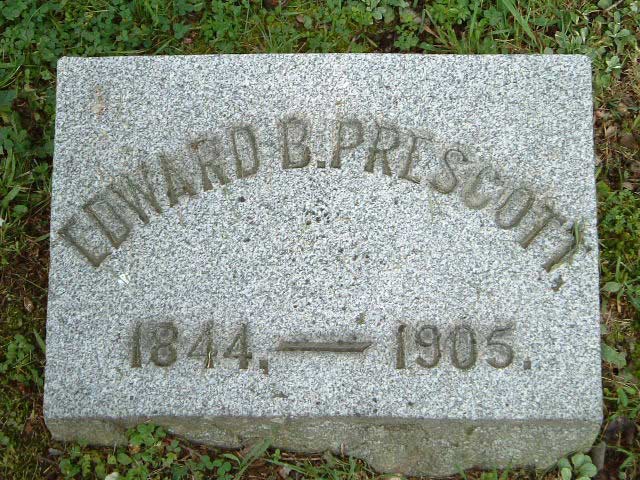 EDWARD B. PRESCOTT.
1844, — 1905.